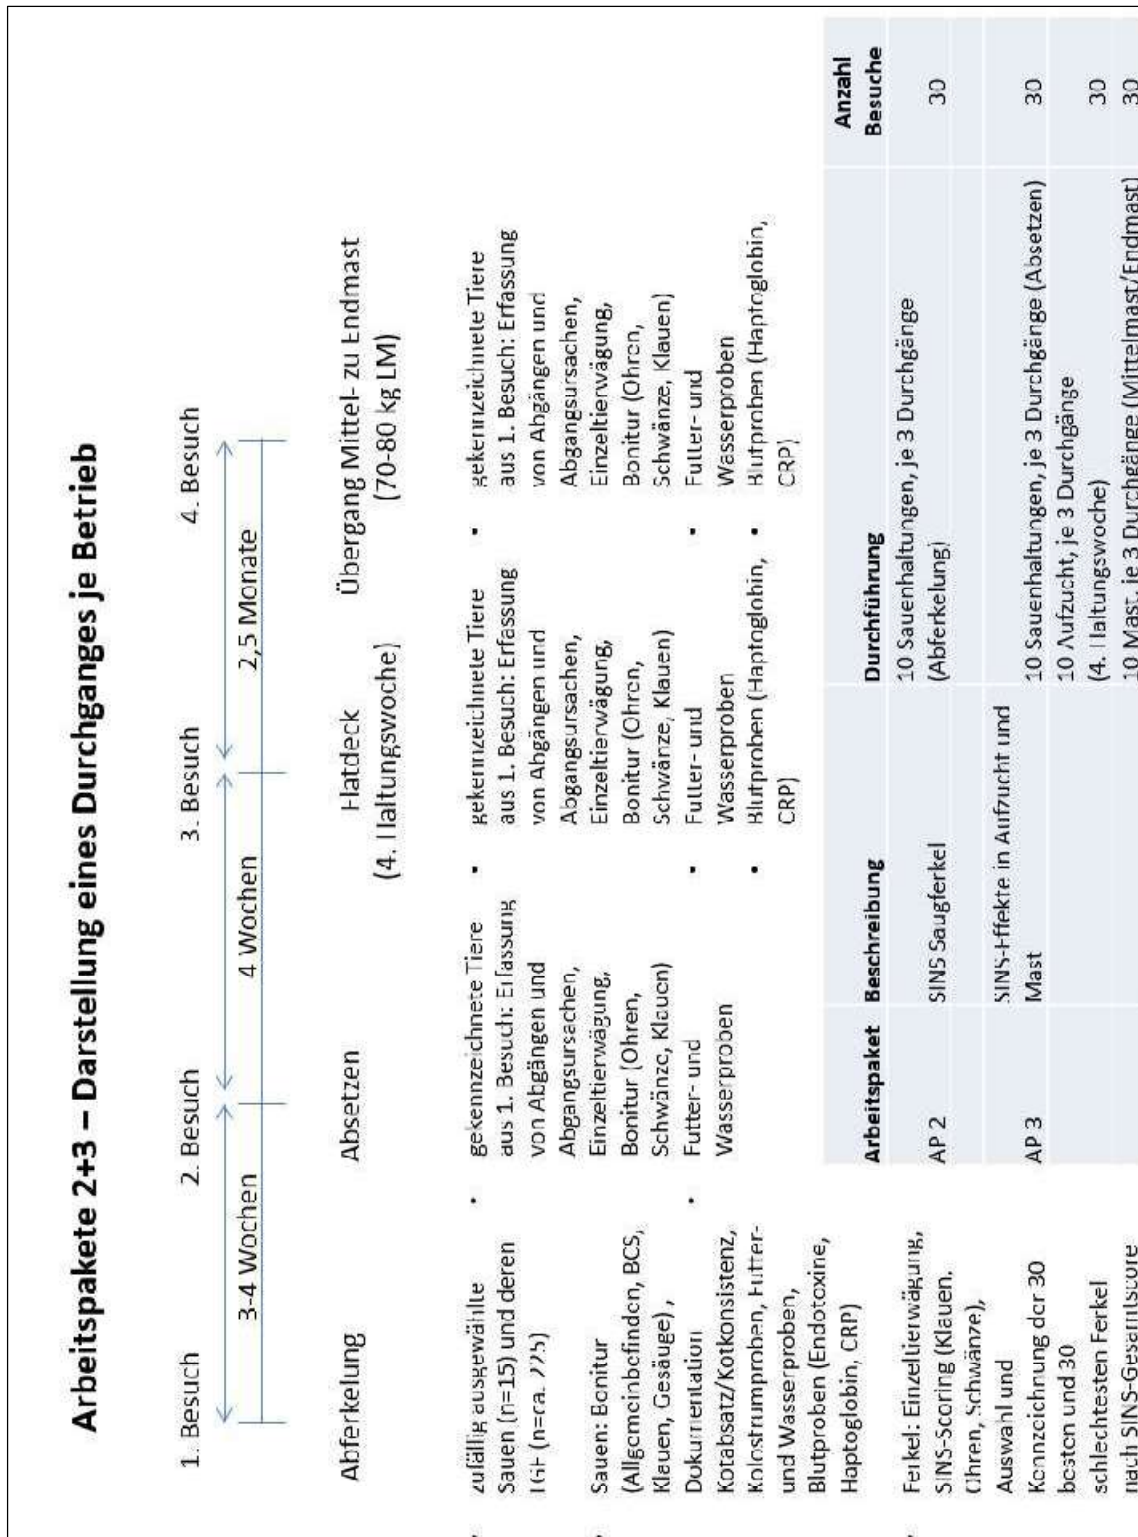 Arbeitspakete 2+3 – Darstellung eines Durchganges je Betrieb
1. Besuch
2. Besuch
3. Besuch
4. Besuch
3-4 Wochen
4 Wochen
2,5 Monate
Abferkelung
Absetzen
Flatdeck
(4. Haltungswoche)
Übergang Mittel- zu Endmast
(70-80 kg LM)
zufällig ausgewählte
Sauen (n=15) und deren
(n=ca. 225)
Sauen: Bonitur
(Allgemeinbefinden, BCS,
Klauen, Gesäuge) ,
Dokumentation
Kotabsatz/Kotkonsistenz,
Kolostrumproben, Futter-
und Wasserproben,
Blutproben (Endotoxine,
Haptoglobin, CRP)
Ferkel: Einzeltierwägung,
SINS-Scoring (Klauen,
Ohren, Schwänze),
Auswahl und
Kennzeichnung der 30
besten und 30
schlechtesten Ferkel
nach SINS-Gesamtscore
gekennzeichnete Tiere
aus 1. Besuch: Erfassung
von Abgängen und
Abgangsursachen,
Einzeltierwägung,
Bonitur (Ohren,
Schwänze, Klauen)
Futter- und
Wasserproben
gekennzeichnete Tiere
aus 1. Besuch: Erfassung
von Abgängen und
Abgangsursachen,
Einzeltierwägung,
Bonitur (Ohren,
Schwänze, Klauen)
Futter- und
Wasserproben
Blutproben (Haptoglobin,
CRP)
gekennzeichnete Tiere
aus 1. Besuch: Erfassung
von Abgängen und
Abgangsursachen,
Einzeltierwägung,
Bonitur (Ohren,
Schwänze, Klauen)
Futter- und
Wasserproben
Blutproben (Haptoglobin,
CRP)
Arbeitspaket Beschreibung Durchführung Anzahl
Besuche
AP 2 SINS Saugferkel 10 Sauenhaltungen, je 3 Durchgänge
(Abferkelung) 30
AP 3 SINS-Effekte in Aufzucht und
Mast 10 Sauenhaltungen, je 3 Durchgänge (Absetzen) 30
10 Aufzucht, je 3 Durchgänge
(4. Haltungswoche) 30
10 Mast, je 3 Durchgänge (Mittelmast/Endmast) 30